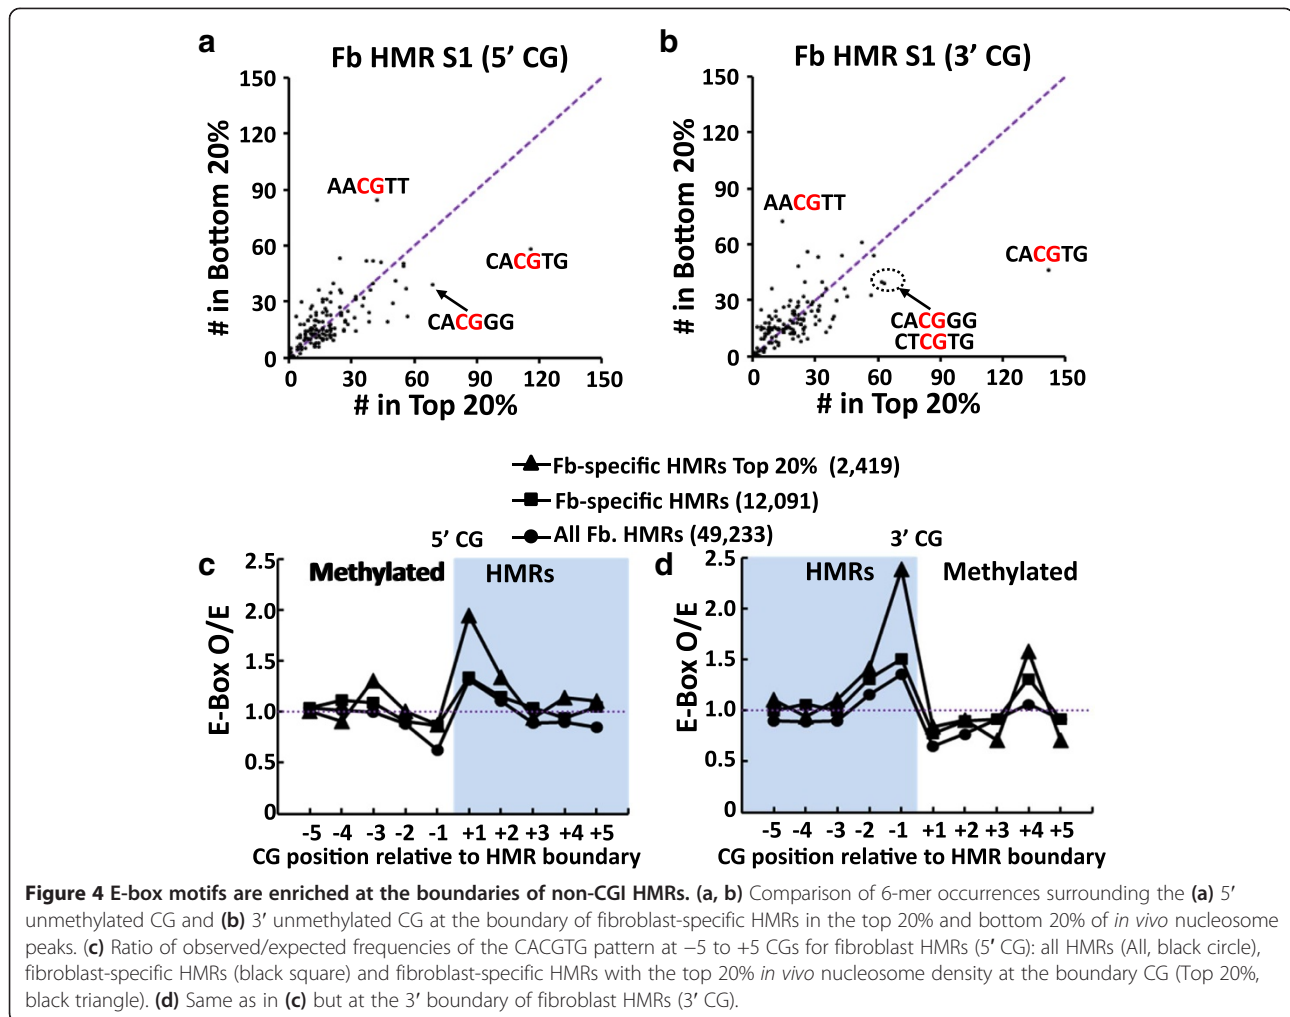 a
Fb HMR S1 (5′ CG)
150
120
90
60
30
0
# in Bottom 20%
AACGTT
CACGTG
CACGGG
0 30 60 90 120 150
# in Top 20%
b
Fb HMR S1 (3′ CG)
150
120
90
60
30
0
# in Bottom 20%
AACGTT
CACGTG
CACGGG
CTCGTG
0 30 60 90 120 150
# in Top 20%
Fb-specific HMRs Top 20% (2,419)
Fb-specific HMRs (12,091)
All Fb. HMRs (49,233)
c
5′ CG
Methylated HMRs
2.5
2.0
1.5
1.0
0.5
0
E-Box O/E
-5 -4 -3 -2 -1 +1 +2 +3 +4 +5
CG position relative to HMR boundary
d
3′ CG
HMRs Methylated
2.5
2.0
1.5
1.0
0.5
0
E-Box O/E
-5 -4 -3 -2 -1 +1 +2 +3 +4 +5
CG position relative to HMR boundary
Figure 4 E-box motifs are enriched at the boundaries of non-CGI HMRs. (a, b) Comparison of 6-mer occurrences surrounding the (a) 5′
unmethylated CG and (b) 3′ unmethylated CG at the boundary of fibroblast-specific HMRs in the top 20% and bottom 20% of in vivo nucleosome
peaks. (c) Ratio of observed/expected frequencies of the CACGTG pattern at −5 to +5 CGs for fibroblast HMRs (5′ CG): all HMRs (All, black circle),
fibroblast-specific HMRs (black square) and fibroblast-specific HMRs with the top 20% in vivo nucleosome density at the boundary CG (Top 20%,
black triangle). (d) Same as in (c) but at the 3′ boundary of fibroblast HMRs (3′ CG).